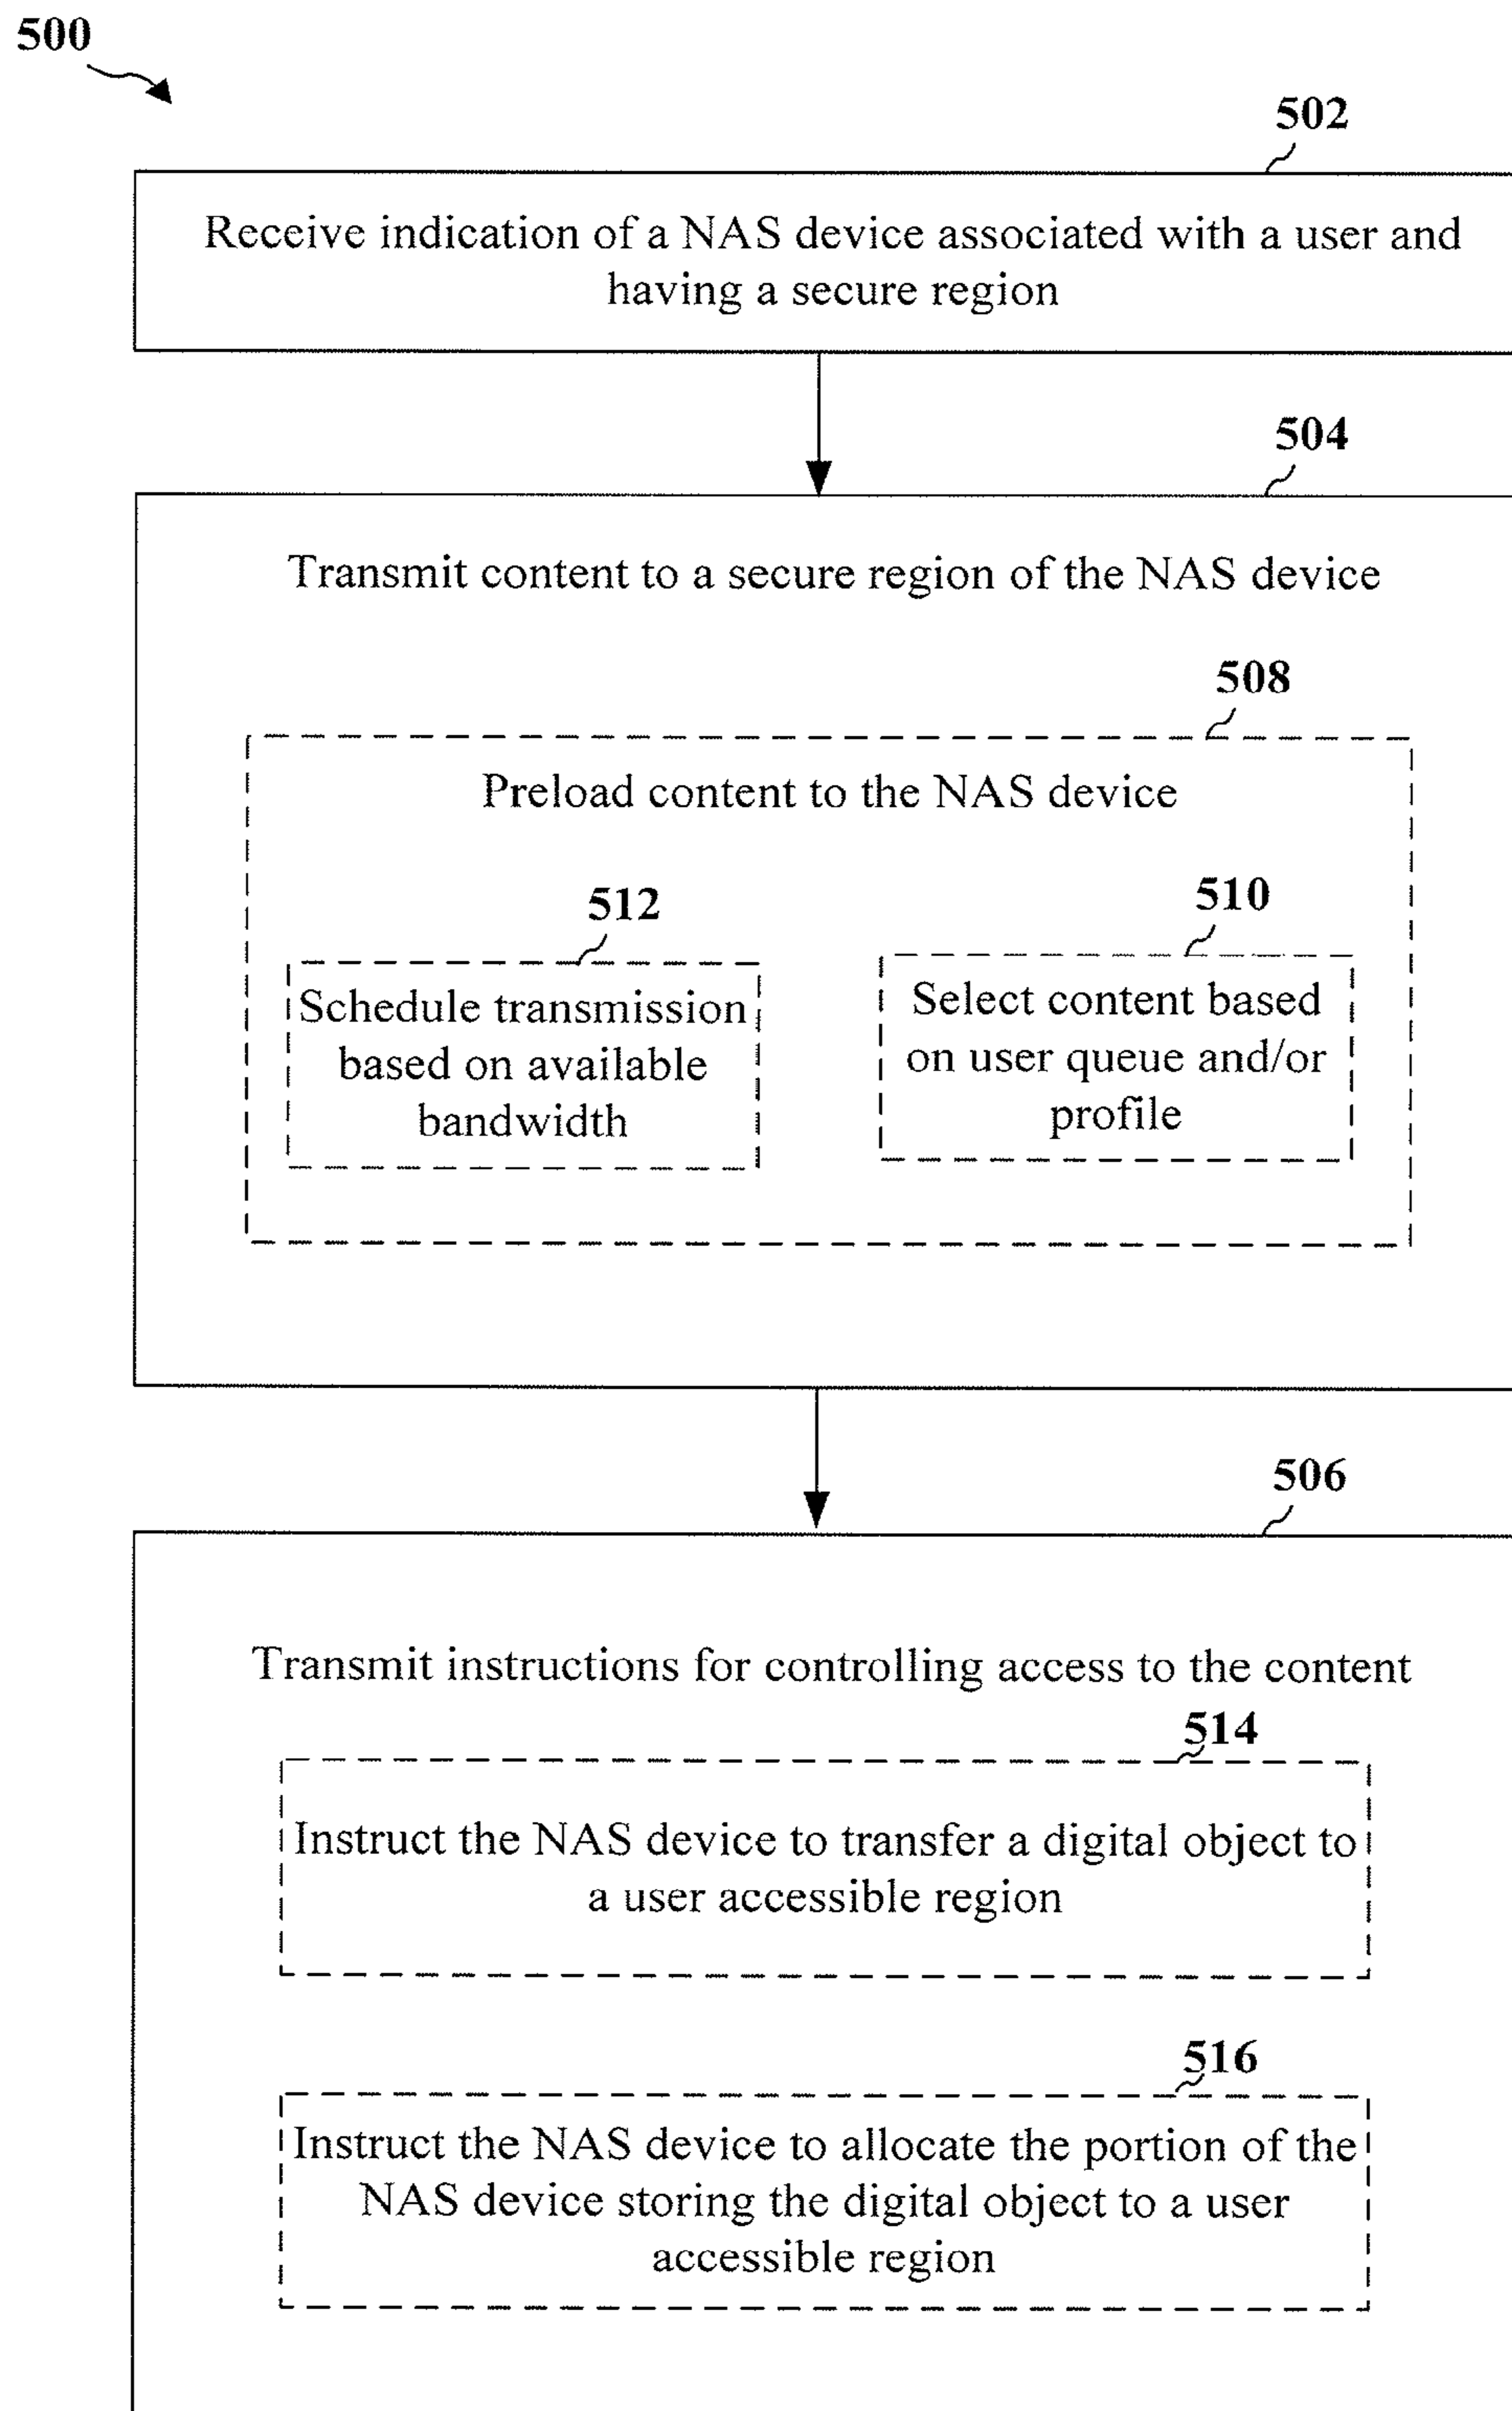 500
502
Receive indication of a NAS device associated with a user and
having a secure region
504
Transmit content to a secure region of the NAS device
508
Preload content to the NAS device
512
Schedule transmission
based on available
bandwidth
510
Select content based
on user queue and/or
profile
506
Transmit instructions for controlling access to the content
514
Instruct the NAS device to transfer a digital object to
a user accessible region
516
Instruct the NAS device to allocate the portion of the
NAS device storing the digital object to a user
accessible region